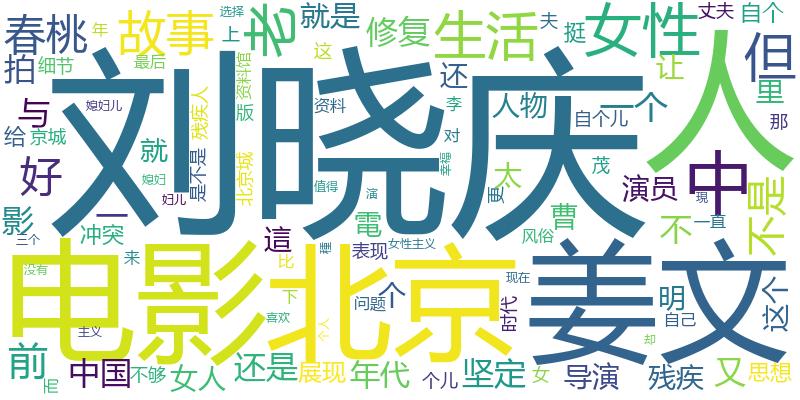 春桃 年 故事 选择 上 老 就是 修复 生活 女性 夫 挺 丈夫 自个
拍 细节 最后 资料馆 这 还 让 但
与 媳妇儿 残疾人 版 资料 李 人物 一个 里
给 京城 刘晓庆 对 自个儿 人 那
就 是不是 北京城 幸福 太 茂
好 媳妇 妇儿 值得 演 更 演员 中 現 不是
影 一 冲突 這 電 曹 风俗 不 一直
三个 来 種 表现 女性主义
没有 电影 比 北京 现在 姜文 这个
下 个 问题 时代 明 自己
主义 喜欢 个人 却
前 中国 不够 女人 还是 展现 年代 个儿 坚定 女 导演 残疾 又 思想